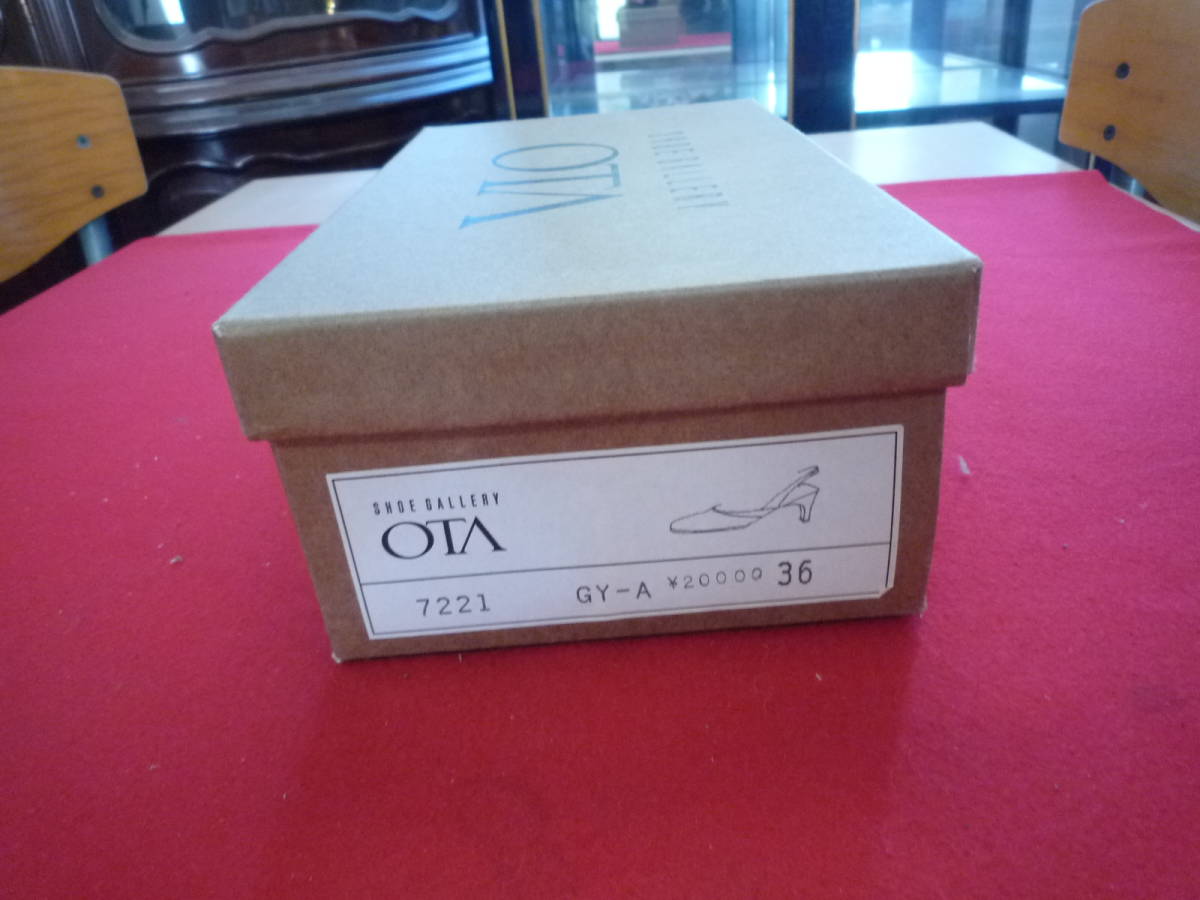 SHOE GALLERY
OTA
SHOE GALLERY
OTA
7221 GY-A ¥20000 36